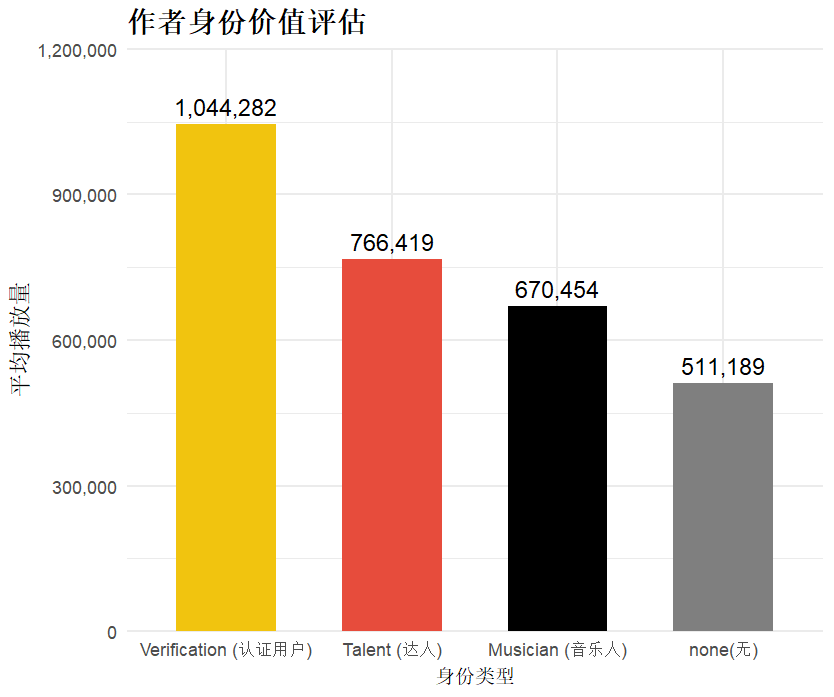 作者身份价值评估
1,200,000
900,000
600,000
300,000
0
平均播放量
1,044,282
766,419
670,454
511,189
Verification (认证用户)
Talent (达人)
Musician (音乐人)
none(无)
身份类型